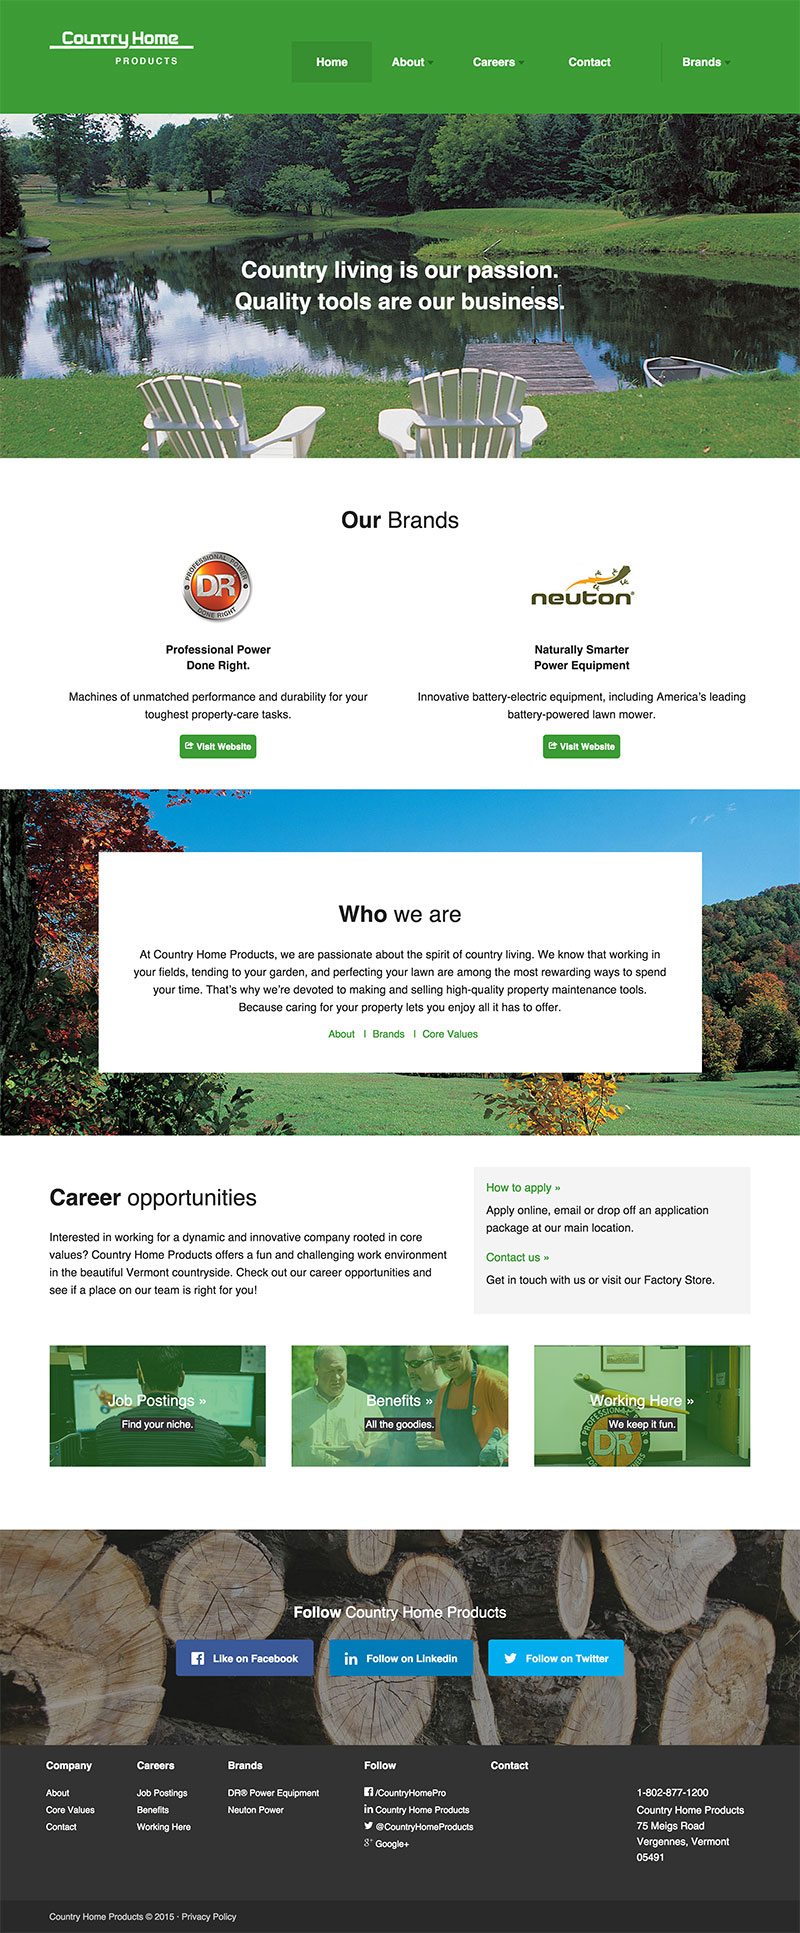 Country Home
PRODUCTS
Home About Careers Contact Brands
Country living is our passion.
Quality tools are our business.
Our Brands
PROFESSIONAL POWER
DR
DONE RIGHT
neuton®
Professional Power
Done Right.
Naturally Smarter
Power Equipment
Machines of unmatched performance and durability for your
toughest property-care tasks.
Innovative battery-electric equipment, including America's leading
battery-powered lawn mower.
Visit Website
Visit Website
Who we are
At Country Home Products, we are passionate about the spirit of country living. We know that working in
your fields, tending to your garden, and perfecting your lawn are among the most rewarding ways to spend
your time. That's why we're devoted to making and selling high-quality property maintenance tools.
Because caring for your property lets you enjoy all it has to offer.
About | Brands | Core Values
Career opportunities
Interested in working for a dynamic and innovative company rooted in core
values? Country Home Products offers a fun and challenging work environment
in the beautiful Vermont countryside. Check out our career opportunities and
see if a place on our team is right for you!
How to apply »
Apply online, email or drop off an application
package at our main location.
Contact us »
Get in touch with us or visit our Factory Store.
Job Postings »
Find your niche.
Benefits »
All the goodies.
Working Here »
We keep it fun.
DR
Follow Country Home Products
Like on Facebook
Follow on Linkedin
Follow on Twitter
Company
About
Core Values
Contact
Careers
Job Postings
Benefits
Working Here
Brands
DR® Power Equipment
Neuton Power
Follow
/CountryHomePro
Country Home Products
@CountryHomeProducts
Google+
Contact
1-802-877-1200
Country Home Products
75 Meigs Road
Vergennes, Vermont
05491
Country Home Products © 2015 · Privacy Policy